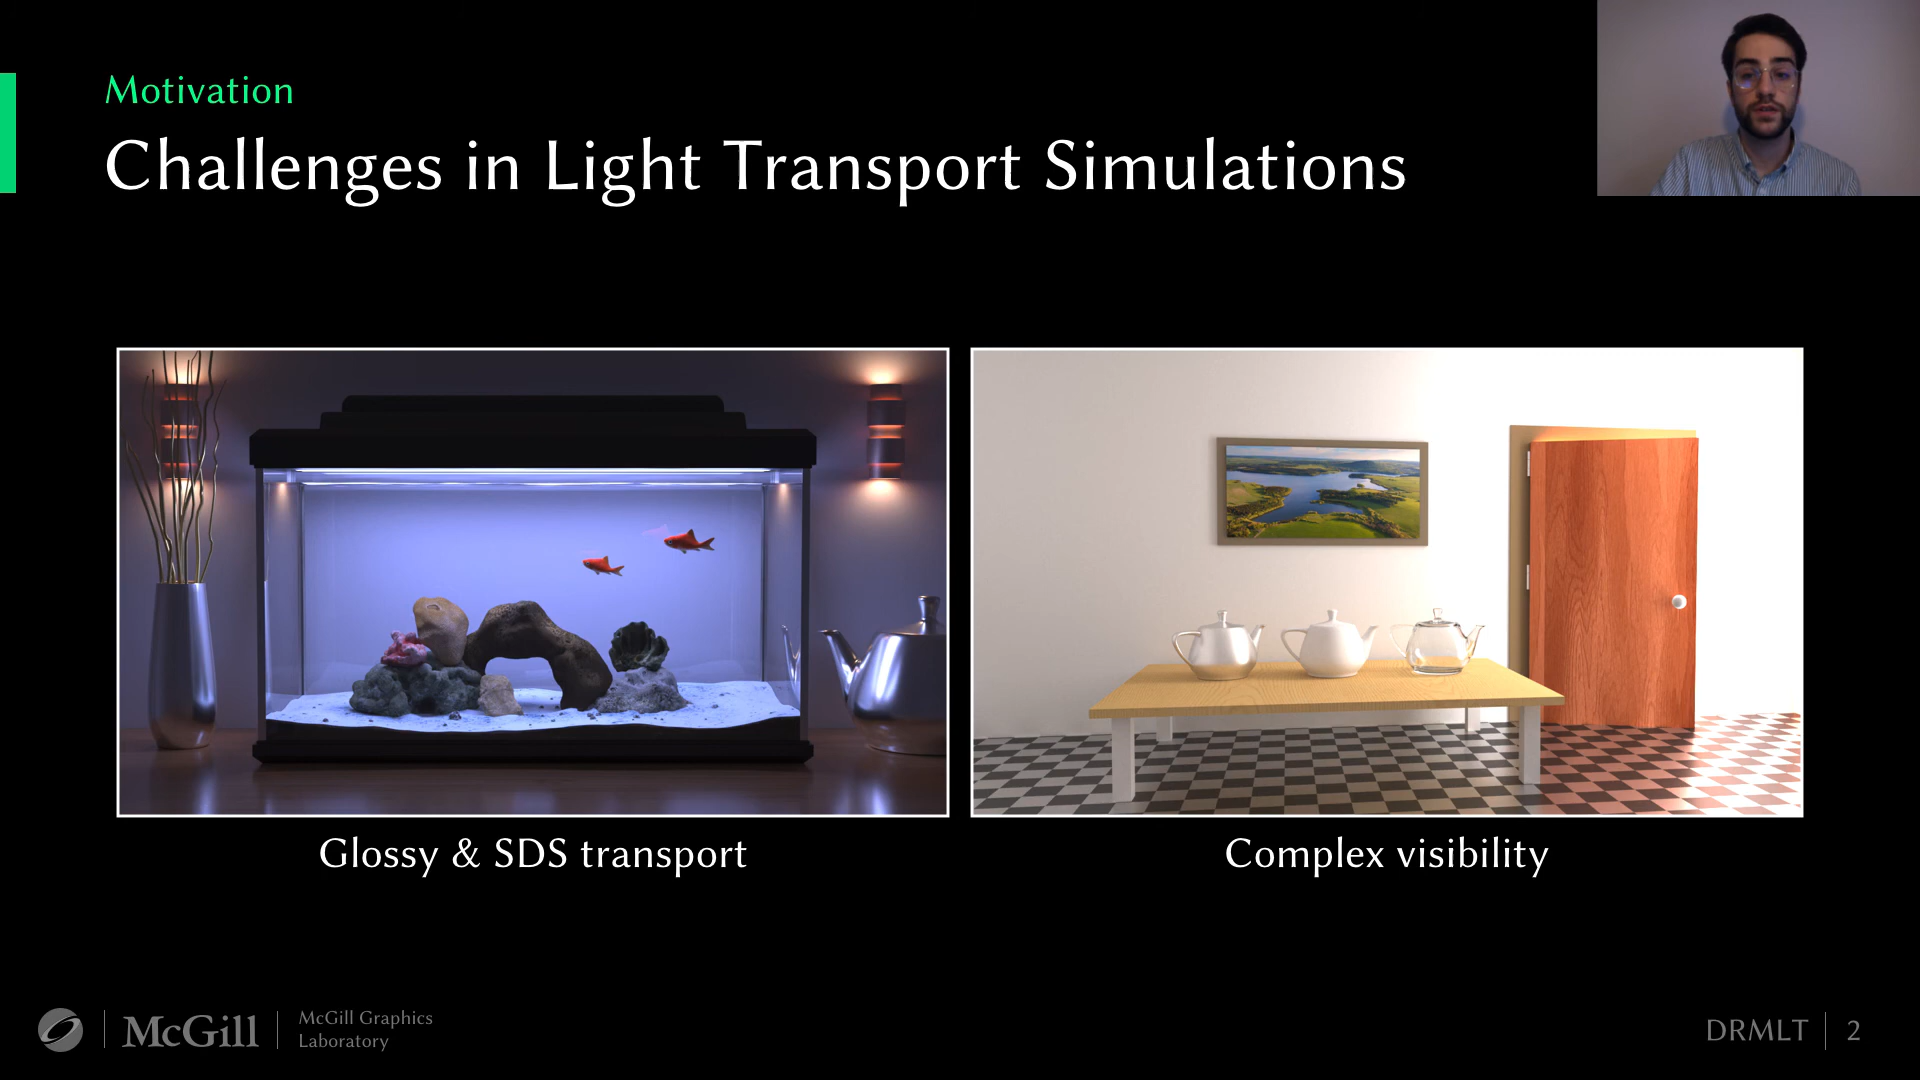 Motivation
Challenges in Light Transport Simulations
Glossy & SDS transport
Complex visibility
McGill
McGill Graphics
Laboratory
DRMLT
2